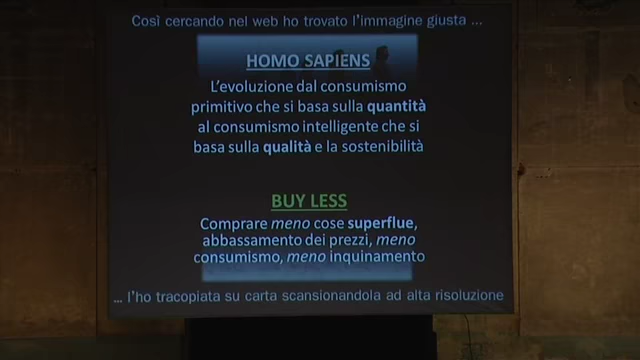 Così cercando nel web ho trovato l'immagine giusta ...
HOMO SAPIENS
L'evoluzione dal consumismo
primitivo che si basa sulla quantità
al consumismo intelligente che si
basa sulla qualità e la sostenibilità
BUY LESS
Comprare meno cose superflue,
abbassamento dei prezzi, meno
consumismo, meno inquinamento
... l'ho tracopiata su carta scansionandola ad alta risoluzione